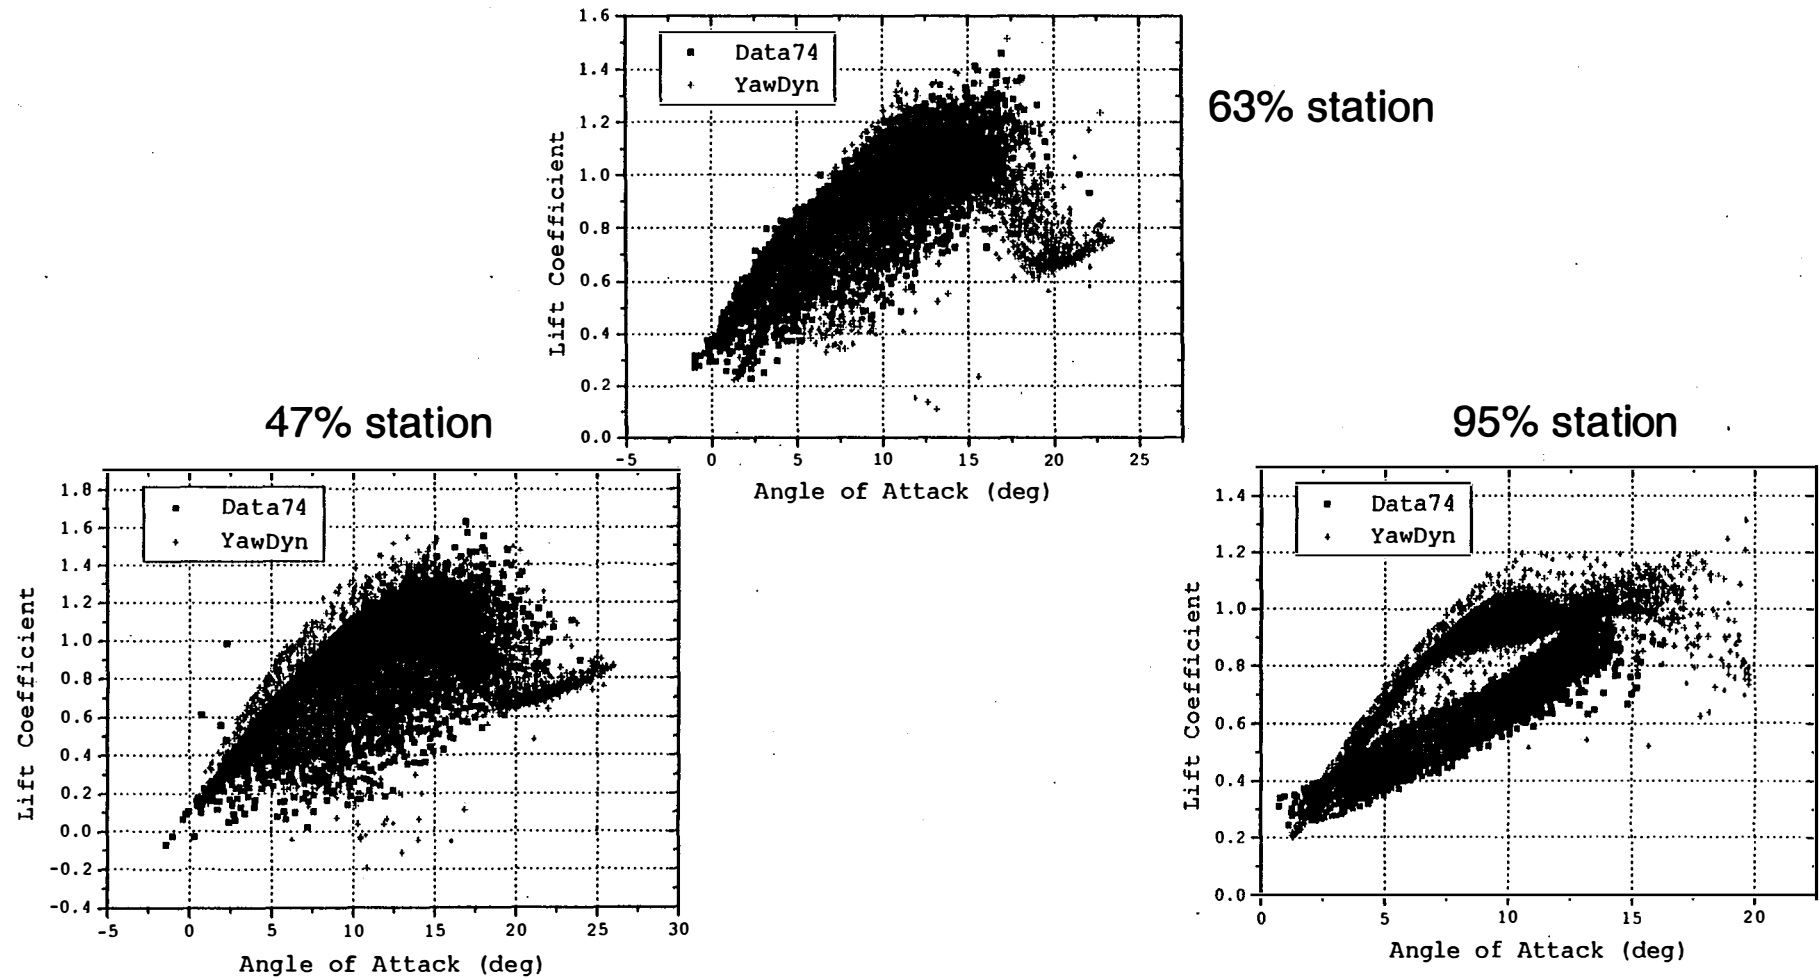 1.6
1.4
1.2
1.0
0.8
0.6
0.4
0.2
0.0
Lift Coefficient
Data74
YawDyn
-5 0 5 10 15 20 25
Angle of Attack (deg)
63% station
47% station
1.8
1.6
1.4
1.2
1.0
0.8
0.6
0.4
0.2
0.0
-0.2
-0.4
Lift Coefficient
Data74
YawDyn
-5 0 5 10 15 20 25 30
Angle of Attack (deg)
95% station
1.4
1.2
1.0
0.8
0.6
0.4
0.2
0.0
Lift Coefficient
Data74
YawDyn
0 5 10 15 20
Angle of Attack (deg)